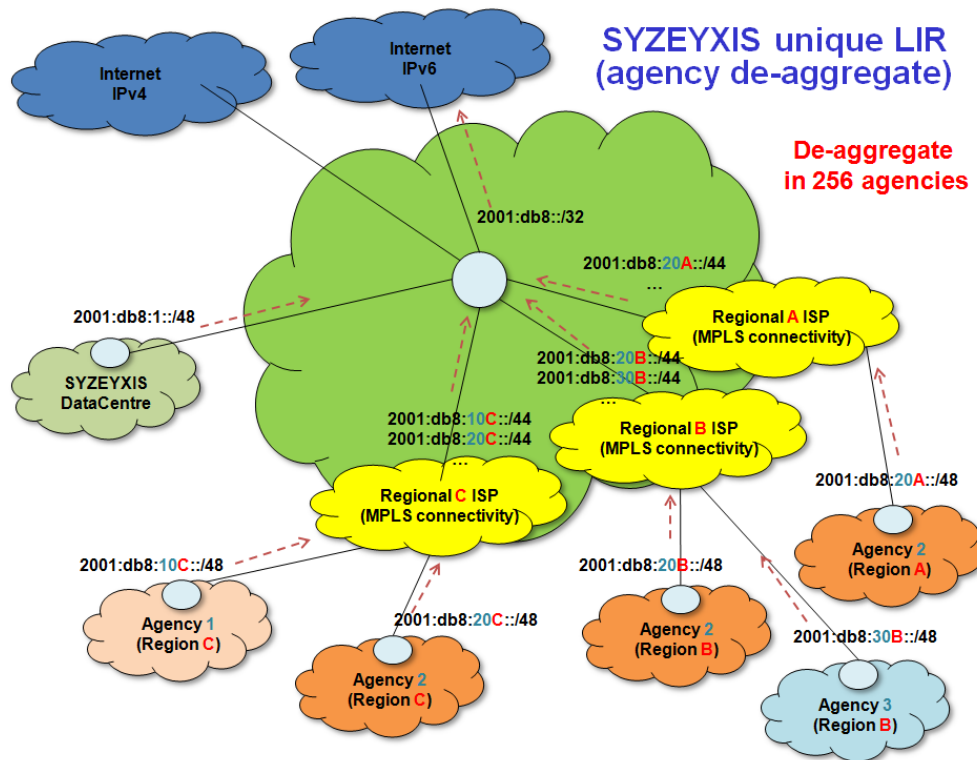 SYZEYXIS unique LIR
(agency de-aggregate)
Internet
IPv4
Internet
IPv6
De-aggregate
in 256 agencies
2001:db8::/32
2001:db8:20A::/44
...
2001:db8:1::/48
Regional A ISP
(MPLS connectivity)
SYZEYXIS
DataCentre
2001:db8:20B::/44
2001:db8:30B::/44
...
2001:db8:10C::/44
2001:db8:20C::/44
...
Regional B ISP
(MPLS connectivity)
Regional C ISP
(MPLS connectivity)
2001:db8:20A::/48
Agency 2
(Region A)
2001:db8:10C::/48
Agency 1
(Region C)
2001:db8:20C::/48
Agency 2
(Region C)
2001:db8:20B::/48
Agency 2
(Region B)
2001:db8:30B::/48
Agency 3
(Region B)